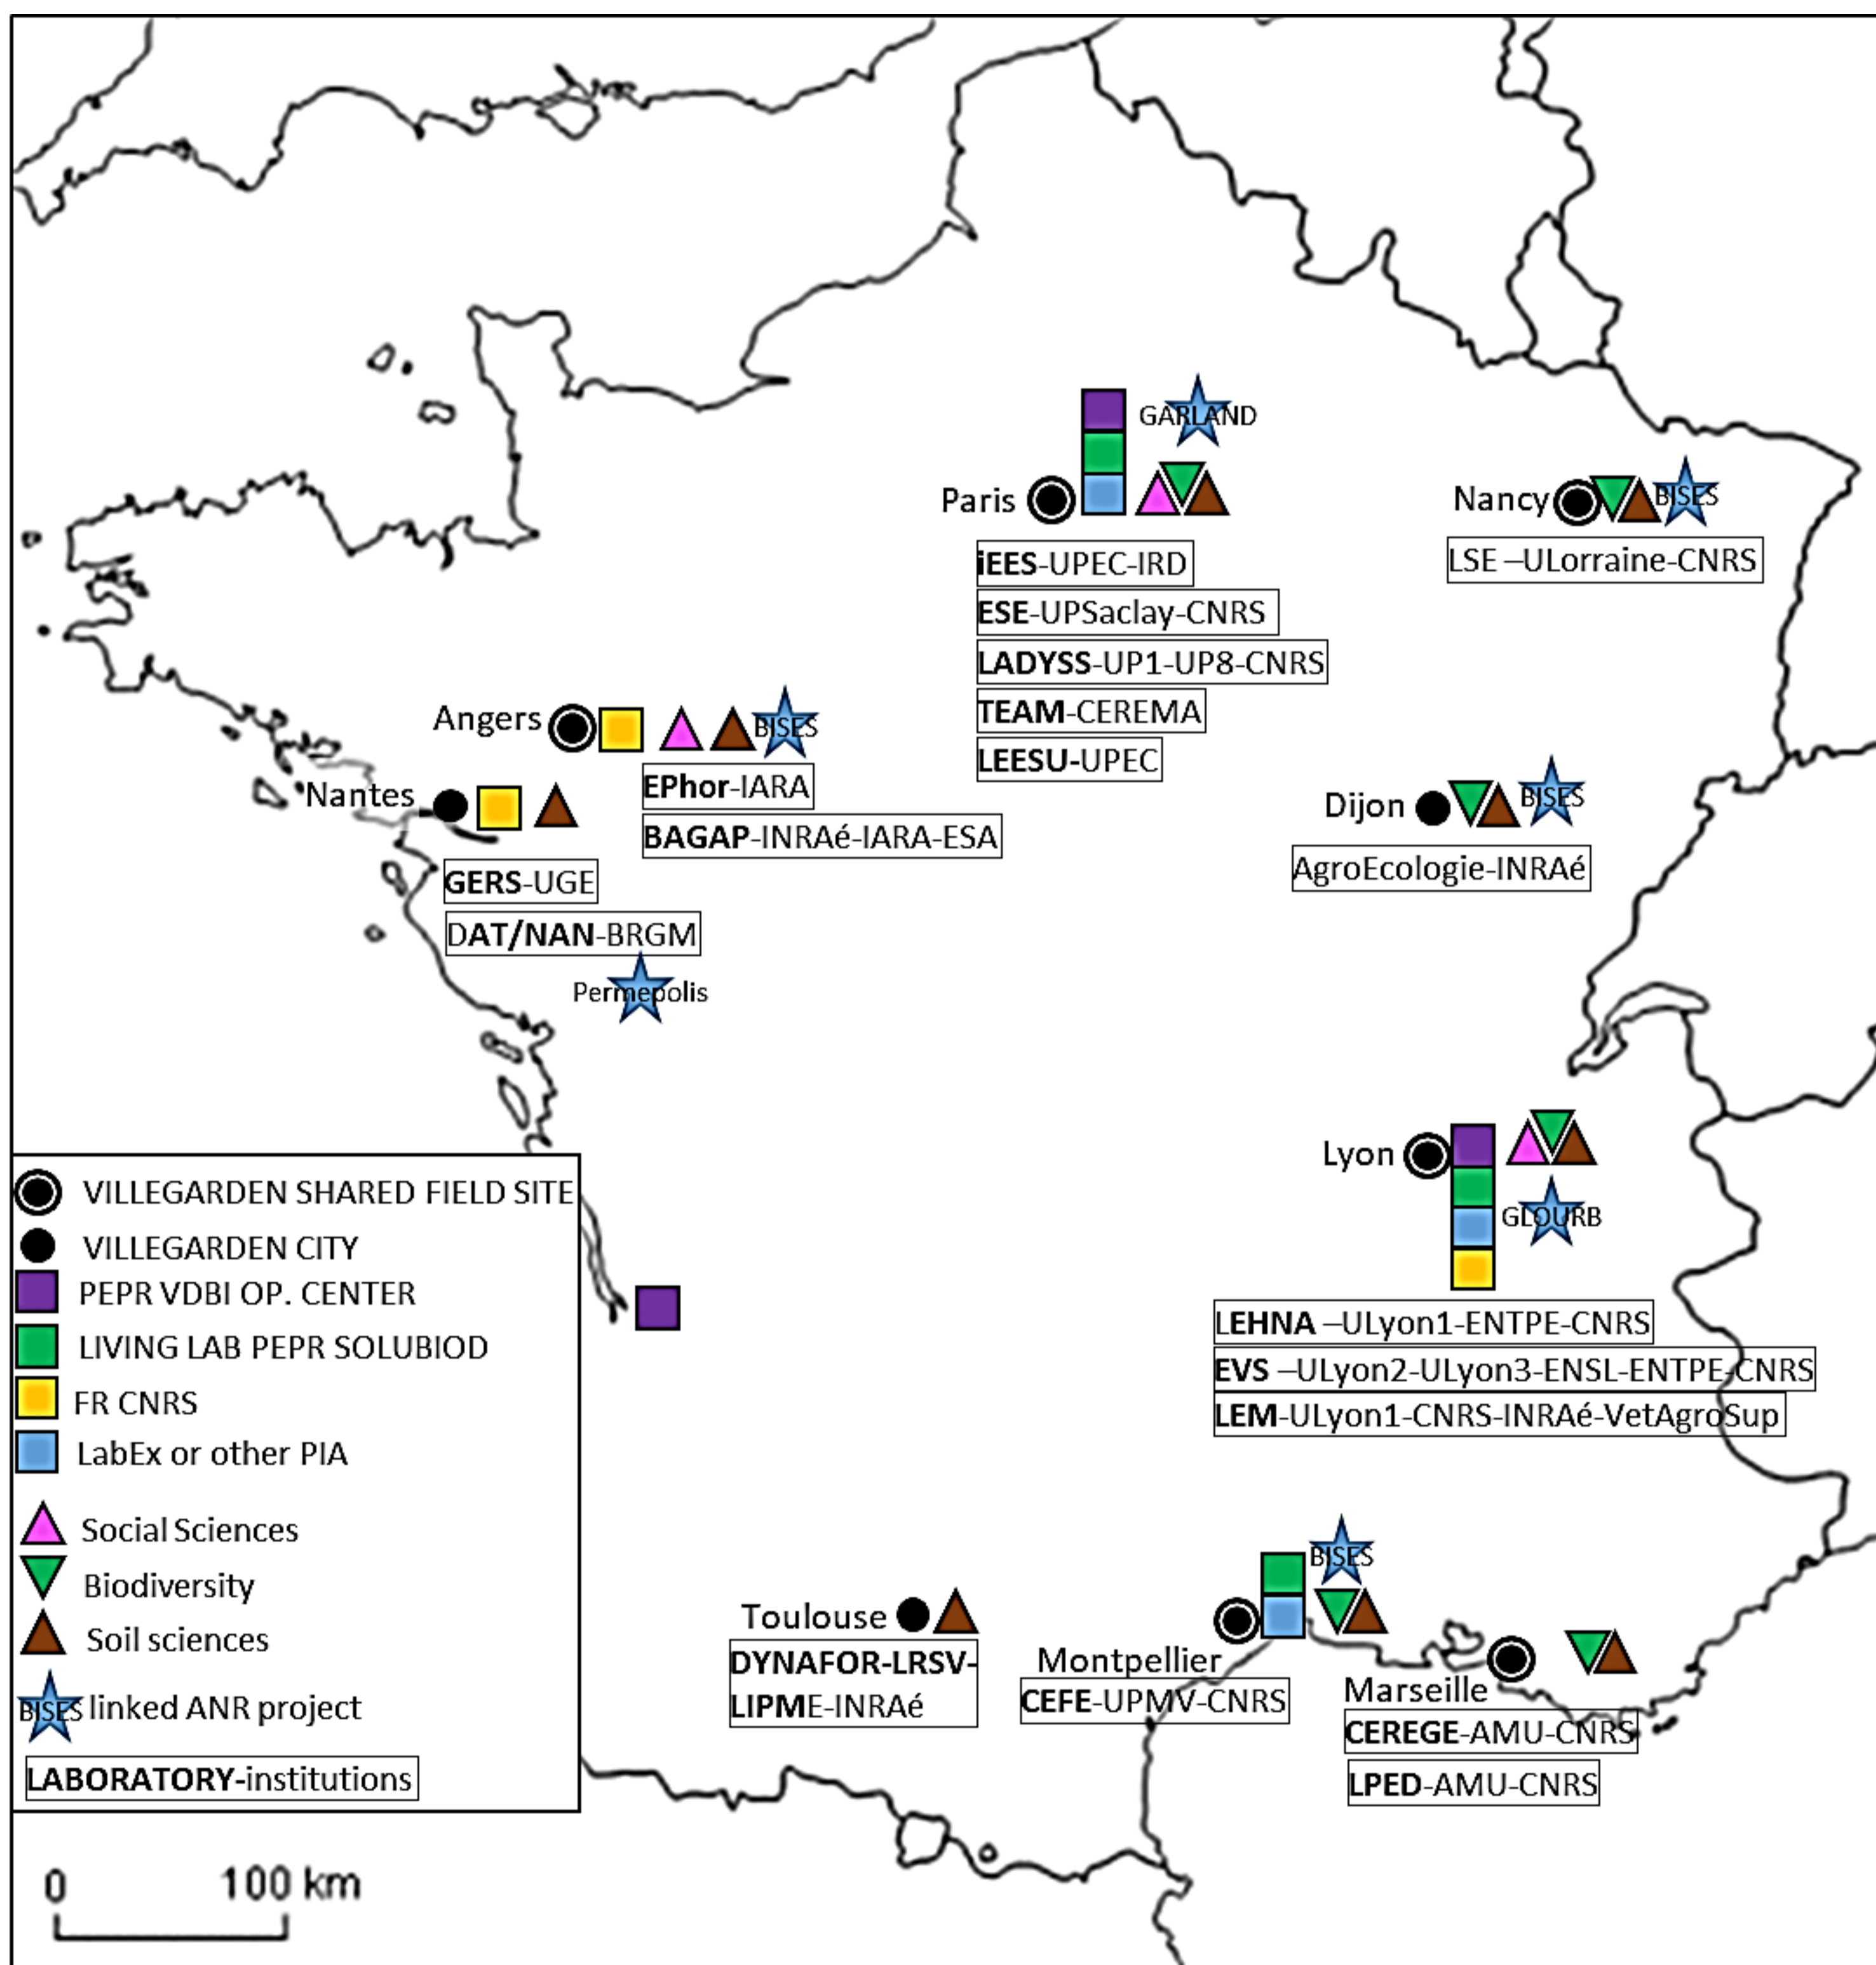 GARLAND
Paris
iEES-UPEC-IRD
ESE-UPSaclay-CNRS
LADYSS-UP1-UP8-CNRS
TEAM-CEREMA
LEESU-UPEC
Nancy
BISES
LSE –ULorraine-CNRS
Angers
BISES
EPhor-IARA
BAGAP-INRAé-IARA-ESA
Nantes
GERS-UGE
DAT/NAN-BRGM
Permepolis
Dijon
BISES
AgroEcologie-INRAé
Lyon
GLOURB
LEHNA –ULyon1-ENTPE-CNRS
EVS –ULyon2-ULyon3-ENSL-ENTPE-CNRS
LEM-ULyon1-CNRS-INRAé-VetAgroSup
BISES
Toulouse
DYNAFOR-LRSV-
LIPME-INRAé
Montpellier
CEFE-UPMV-CNRS
Marseille
CEREGE-AMU-CNRS
LPED-AMU-CNRS
VILLEGARDEN SHARED FIELD SITE
VILLEGARDEN CITY
PEPR VDBI OP. CENTER
LIVING LAB PEPR SOLUBIOD
FR CNRS
LabEx or other PIA
Social Sciences
Biodiversity
Soil sciences
BISES linked ANR project
LABORATORY-institutions
0 100 km